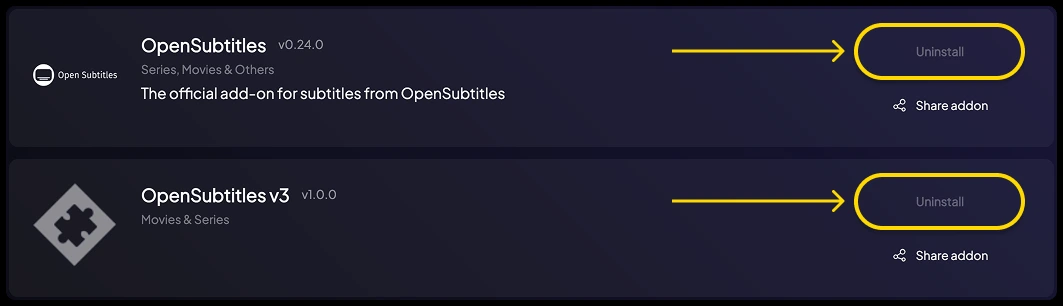 OpenSubtitles v0.24.0
Uninstall
Open Subtitles
Series, Movies & Others
The official add-on for subtitles from OpenSubtitles
Share addon
OpenSubtitles v3 v1.0.0
Uninstall
Movies & Series
Share addon